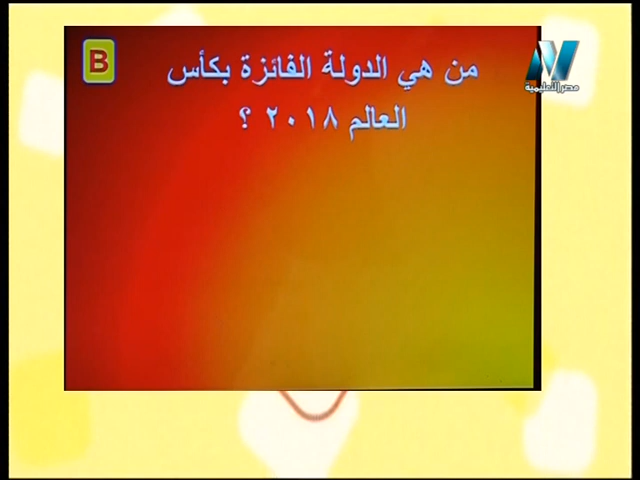 B
من هي الدولة الفائزة بكأس
العالم ٢٠١٨ ؟
مصر التعليمية